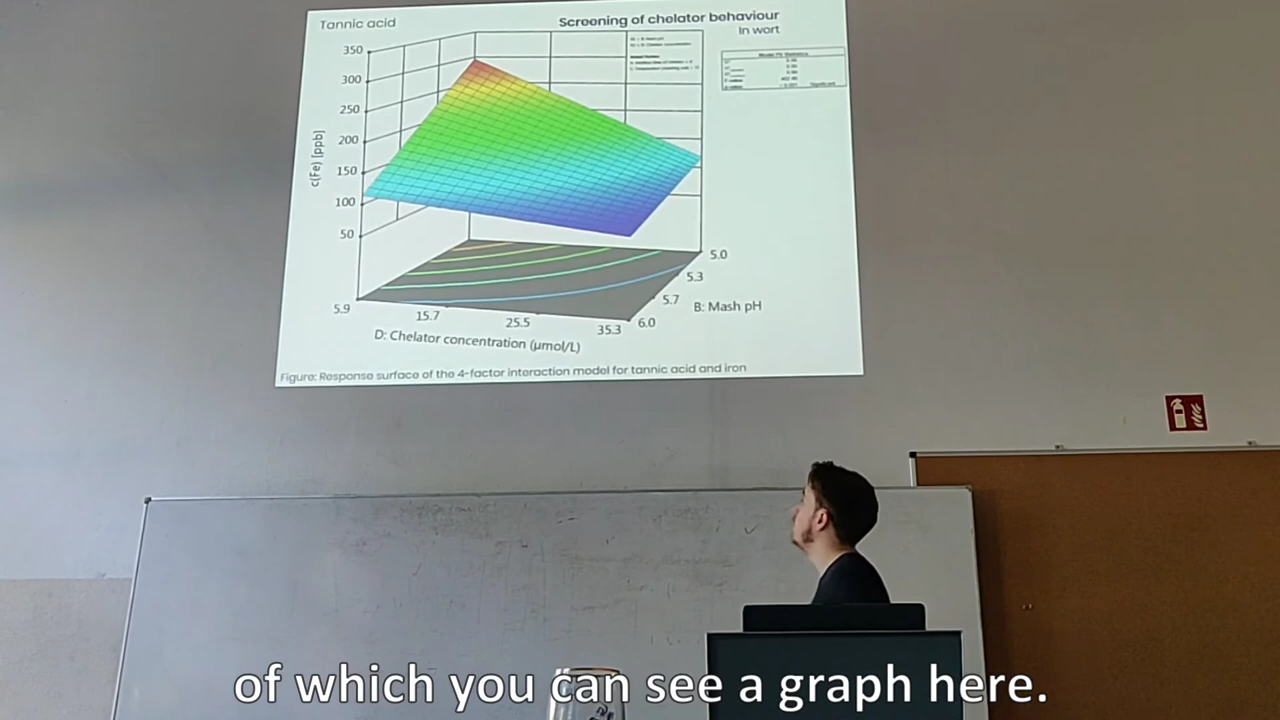 Tannic acid
Screening of chelator behaviour
In wort
350
300
250
200
150
100
50
c(Fe) [ppb]
5.9
15.7
25.5
35.3
D: Chelator concentration (µmol/L)
5.0
5.3
5.7
6.0
B: Mash pH
Figure: Response surface of the 4-factor interaction model for tannic acid and iron
of which you can see a graph here.